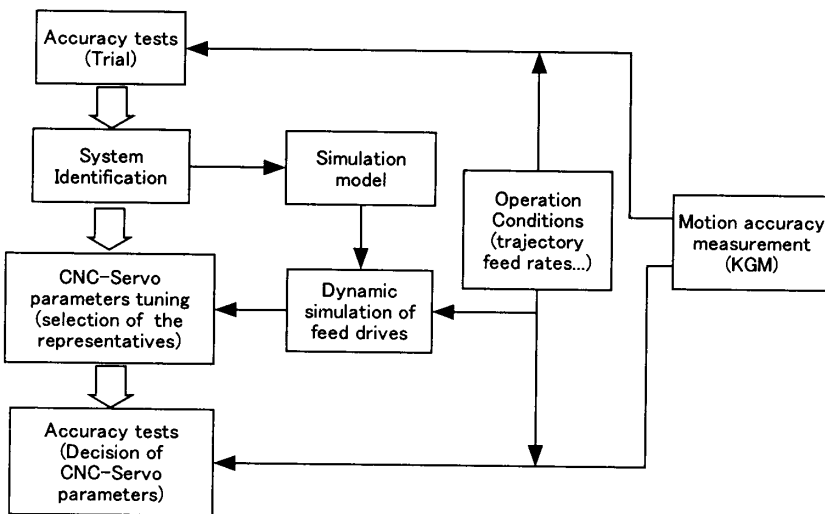 Accuracy tests
(Trial)
System
Identification
Simulation
model
Operation
Conditions
(trajectory
feed rates...)
Motion accuracy
measurement
(KGM)
CNC-Servo
parameters tuning
(selection of the
representatives)
Dynamic
simulation of
feed drives
Accuracy tests
(Decision of
CNC-Servo
parameters)